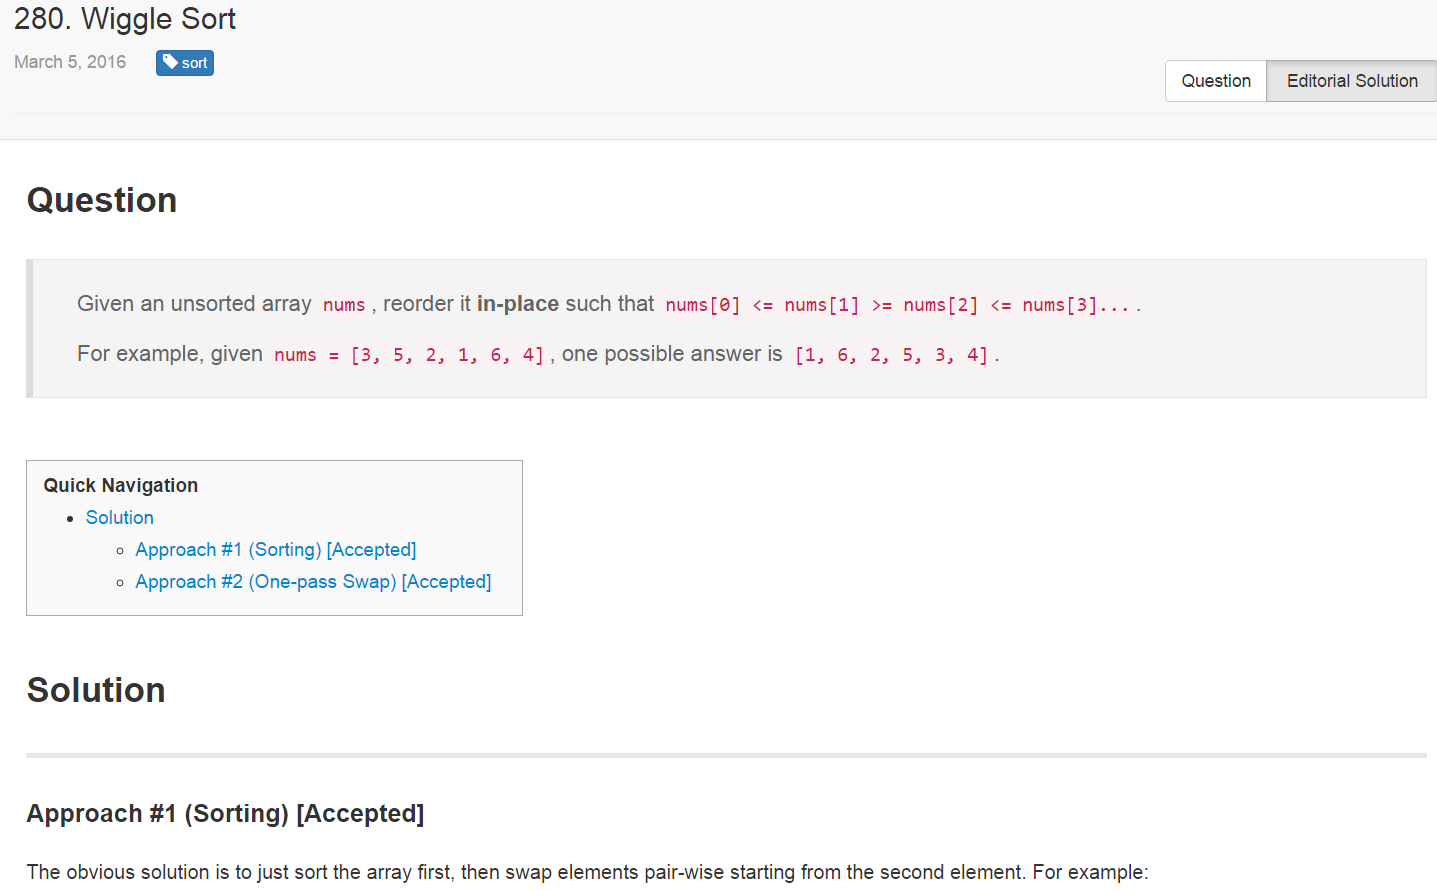 280. Wiggle Sort
March 5, 2016 sort
Question Editorial Solution
Question
Given an unsorted array nums, reorder it in-place such that nums[0] <= nums[1] >= nums[2] <= nums[3]....
For example, given nums = [3, 5, 2, 1, 6, 4], one possible answer is [1, 6, 2, 5, 3, 4].
Quick Navigation
Solution
Approach #1 (Sorting) [Accepted]
Approach #2 (One-pass Swap) [Accepted]
Solution
Approach #1 (Sorting) [Accepted]
The obvious solution is to just sort the array first, then swap elements pair-wise starting from the second element. For example: